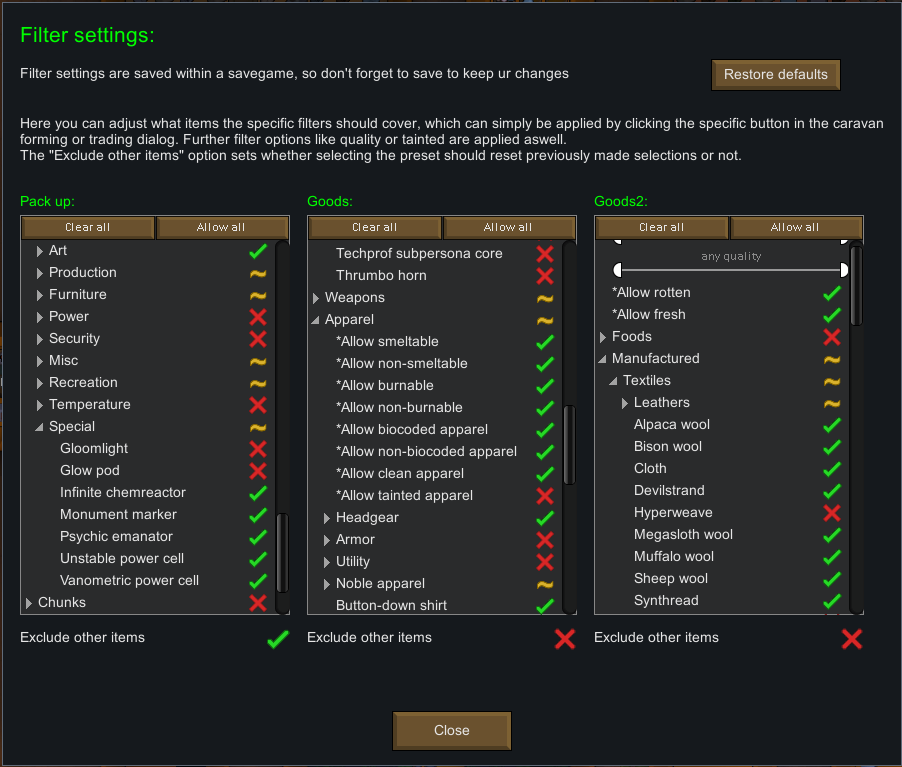 Filter settings:
Filter settings are saved within a savegame, so don't forget to save to keep ur changes
Restore defaults
Here you can adjust what items the specific filters should cover, which can simply be applied by clicking the specific button in the caravan
forming or trading dialog. Further filter options like quality or tainted are applied aswell.
The "Exclude other items" option sets whether selecting the preset should reset previously made selections or not.
Pack up:
Clear all
Allow all
Art
Production
Furniture
Power
Security
Misc
Recreation
Temperature
Special
Gloomlight
Glow pod
Infinite chemreactor
Monument marker
Psychic emanator
Unstable power cell
Vanometric power cell
Chunks
Exclude other items
Goods:
Clear all
Allow all
Techprof subpersona core
Thrumbo horn
Weapons
Apparel
*Allow smeltable
*Allow non-smeltable
*Allow burnable
*Allow non-burnable
*Allow biocoded apparel
*Allow non-biocoded apparel
*Allow clean apparel
*Allow tainted apparel
Headgear
Armor
Utility
Noble apparel
Button-down shirt
Exclude other items
Goods2:
Clear all
Allow all
any quality
*Allow rotten
*Allow fresh
Foods
Manufactured
Textiles
Leathers
Alpaca wool
Bison wool
Cloth
Devilstrand
Hyperweave
Megasloth wool
Muffalo wool
Sheep wool
Synthread
Exclude other items
Close